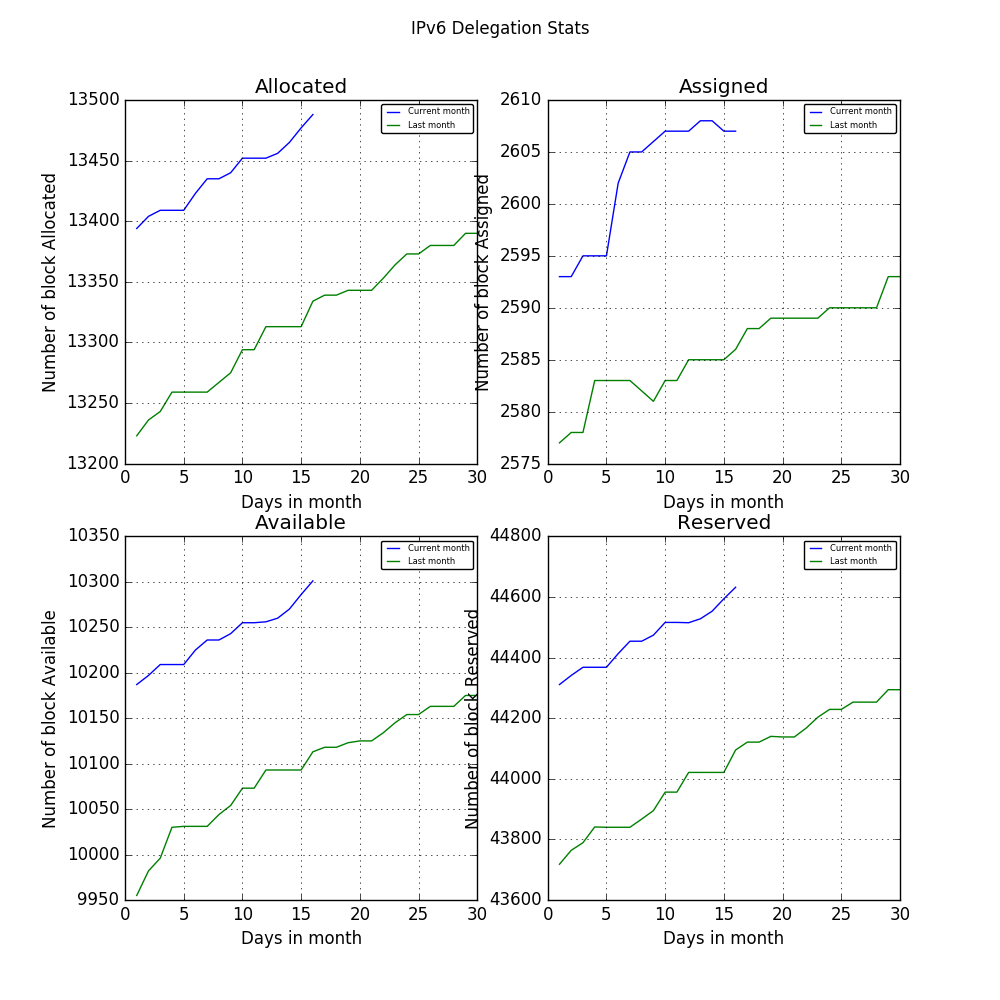 IPv6 Delegation Stats
Allocated
Number of block Allocated
13500
13450
13400
13350
13300
13250
13200
Current month
Last month
0 5 10 15 20 25 30
Days in month
Assigned
Number of block Assigned
2610
2605
2600
2595
2590
2585
2580
2575
Current month
Last month
0 5 10 15 20 25 30
Days in month
Available
Number of block Available
10350
10300
10250
10200
10150
10100
10050
10000
9950
Current month
Last month
0 5 10 15 20 25 30
Days in month
Reserved
Number of block Reserved
44800
44600
44400
44200
44000
43800
43600
Current month
Last month
0 5 10 15 20 25 30
Days in month